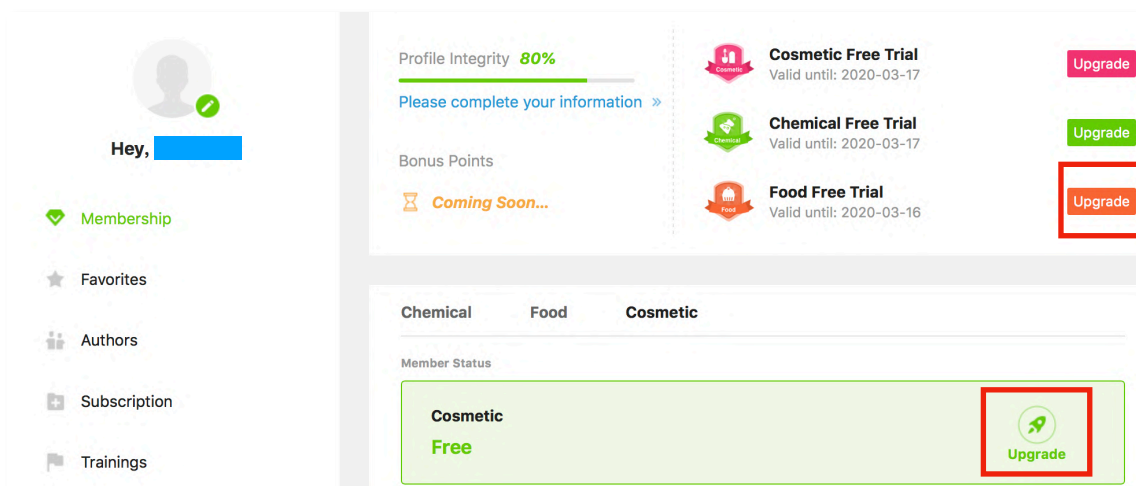 Hey,
Membership
Favorites
Authors
Subscription
Trainings
Profile Integrity 80%
Please complete your information »
Bonus Points
Coming Soon...
Cosmetic
Cosmetic Free Trial
Valid until: 2020-03-17
Upgrade
Chemical
Chemical Free Trial
Valid until: 2020-03-17
Upgrade
Food
Food Free Trial
Valid until: 2020-03-16
Upgrade
Chemical Food Cosmetic
Member Status
Cosmetic
Free
Upgrade